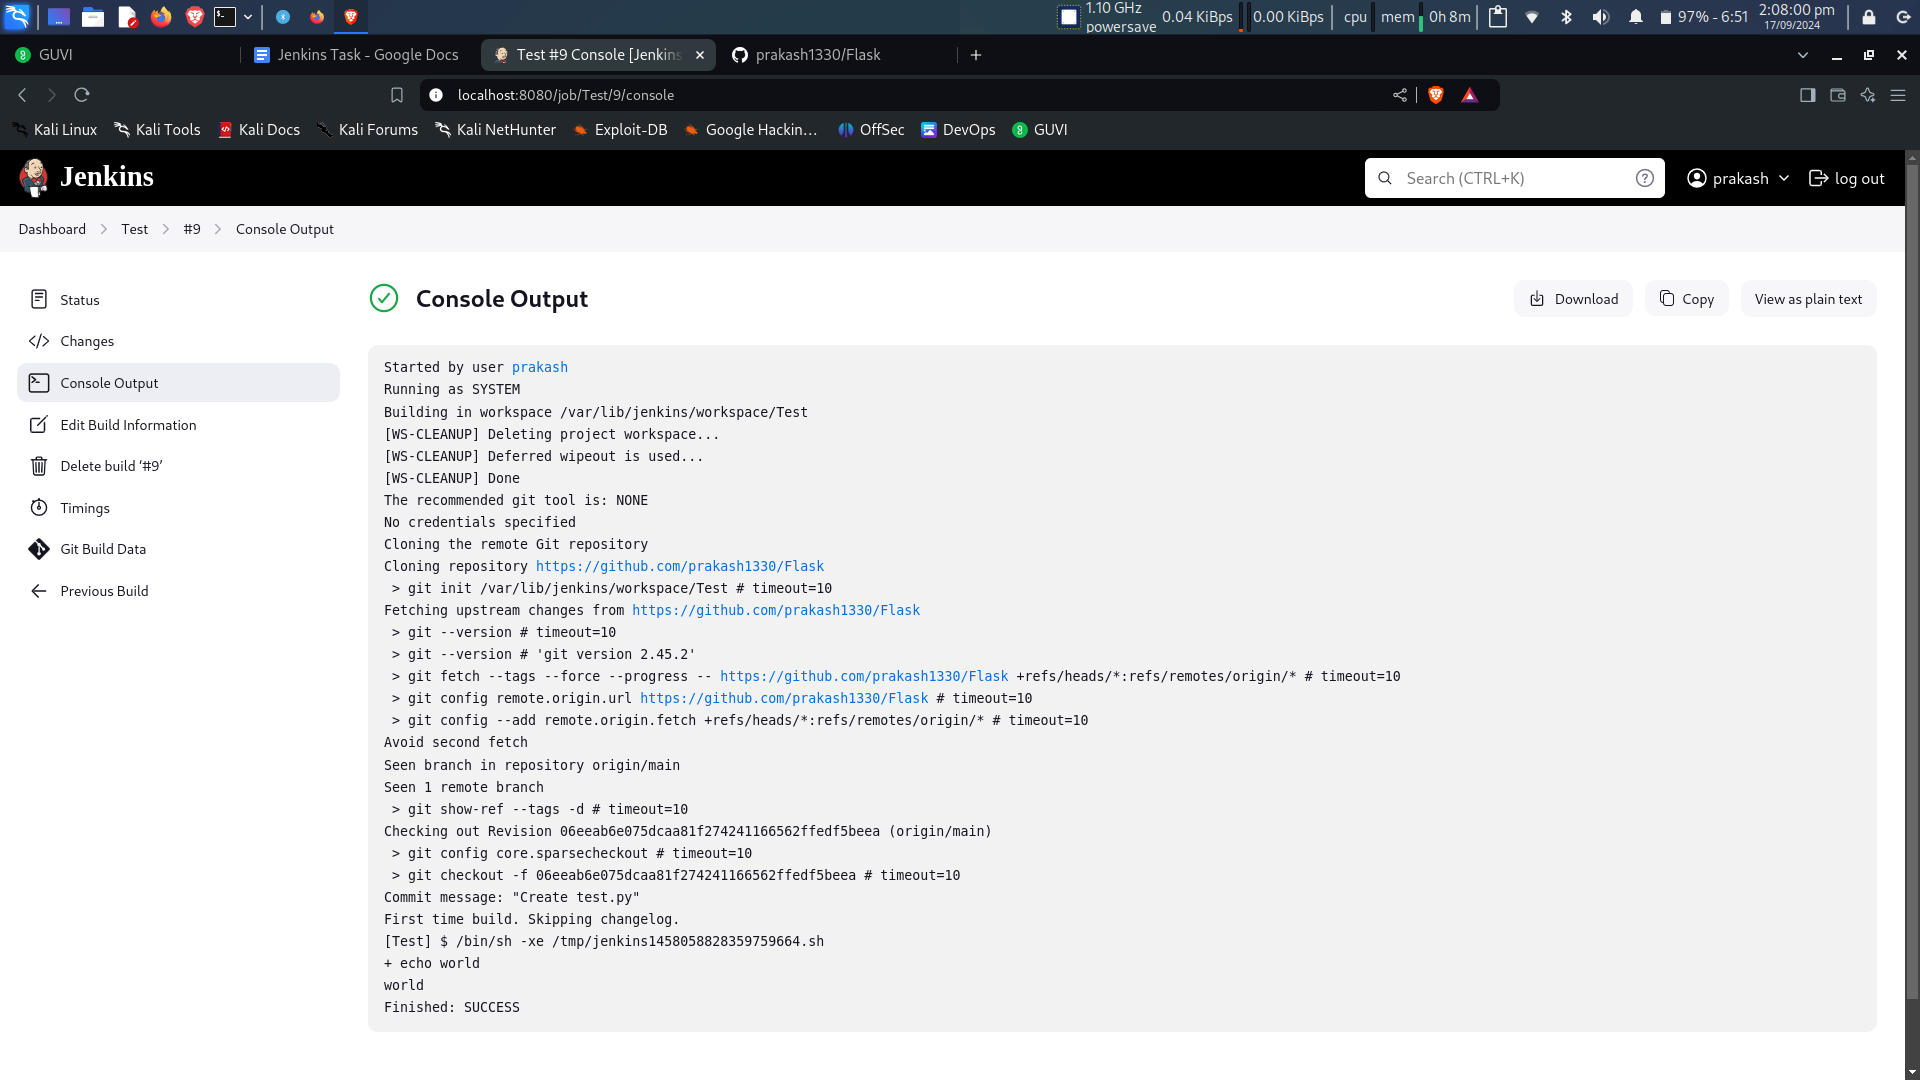 1.10 GHz
powersave
0.04 KiBps
0.00 KiBps
cpu
mem
0h 8m
97% - 6:51
2:08:00 pm
17/09/2024
GUVI
Jenkins Task - Google Docs
Test #9 Console [Jenkins
prakash1330/Flask
localhost:8080/job/Test/9/console
Kali Linux
Kali Tools
Kali Docs
Kali Forums
Kali NetHunter
Exploit-DB
Google Hackin…
OffSec
DevOps
GUVI
Jenkins
Search (CTRL+K)
prakash
log out
Dashboard
Test
#9
Console Output
Status
Changes
Console Output
Edit Build Information
Delete build ‘#9’
Timings
Git Build Data
Previous Build
Console Output
Download
Copy
View as plain text
Started by user prakash
Running as SYSTEM
Building in workspace /var/lib/jenkins/workspace/Test
[WS-CLEANUP] Deleting project workspace...
[WS-CLEANUP] Deferred wipeout is used...
[WS-CLEANUP] Done
The recommended git tool is: NONE
No credentials specified
Cloning the remote Git repository
Cloning repository https://github.com/prakash1330/Flask
> git init /var/lib/jenkins/workspace/Test # timeout=10
Fetching upstream changes from https://github.com/prakash1330/Flask
> git --version # timeout=10
> git --version # 'git version 2.45.2'
> git fetch --tags --force --progress -- https://github.com/prakash1330/Flask +refs/heads/*:refs/remotes/origin/* # timeout=10
> git config remote.origin.url https://github.com/prakash1330/Flask # timeout=10
> git config --add remote.origin.fetch +refs/heads/*:refs/remotes/origin/* # timeout=10
Avoid second fetch
Seen branch in repository origin/main
Seen 1 remote branch
> git show-ref --tags -d # timeout=10
Checking out Revision 06eeab6e075dcaa81f274241166562ffedf5beea (origin/main)
> git config core.sparsecheckout # timeout=10
> git checkout -f 06eeab6e075dcaa81f274241166562ffedf5beea # timeout=10
Commit message: "Create test.py"
First time build. Skipping changelog.
[Test] $ /bin/sh -xe /tmp/jenkins1458058828359759664.sh
+ echo world
world
Finished: SUCCESS